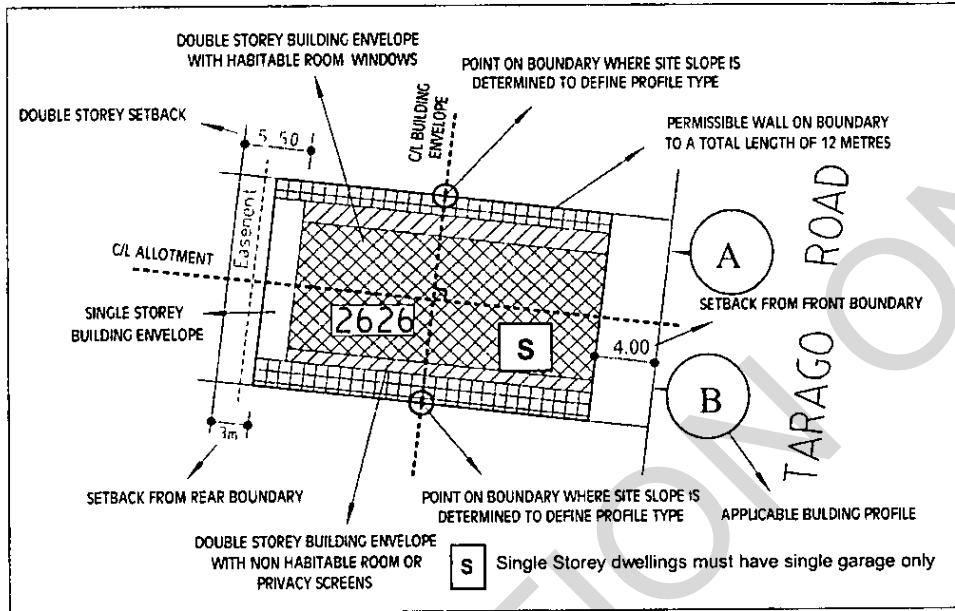 DOUBLE STOREY BUILDING ENVELOPE
WITH HABITABLE ROOM WINDOWS
POINT ON BOUNDARY WHERE SITE SLOPE IS
DETERMINED TO DEFINE PROFILE TYPE
DOUBLE STOREY SETBACK
C/L BUILDING
ENVELOPE
PERMISSIBLE WALL ON BOUNDARY
TO A TOTAL LENGTH OF 12 METRES
5.50
Easement
C/L ALLOTMENT
A
TARAGO ROAD
SETBACK FROM FRONT BOUNDARY
SINGLE STOREY
BUILDING ENVELOPE
2626
S
4.00
B
3m
SETBACK FROM REAR BOUNDARY
POINT ON BOUNDARY WHERE SITE SLOPE IS
DETERMINED TO DEFINE PROFILE TYPE
APPLICABLE BULDING PROFILE
DOUBLE STOREY BUILDING ENVELOPE
WITH NON HABITABLE ROOM OR
PRIVACY SCREENS
S Single Storey dwellings must have single garage only